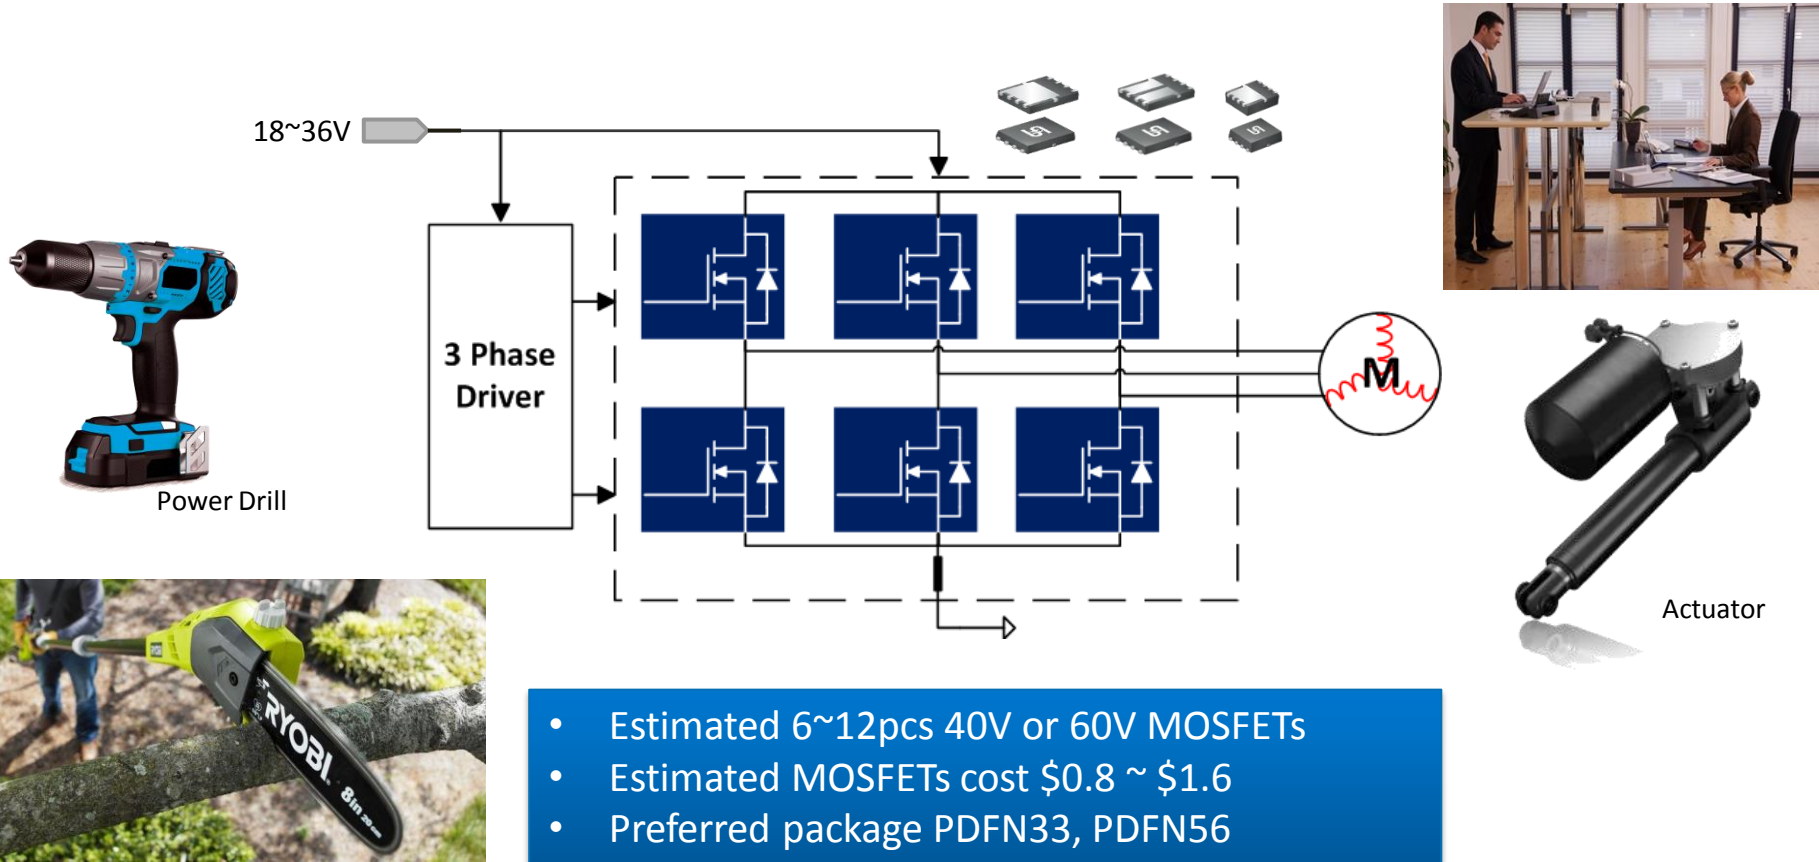 18~36V
3 Phase
Driver
M
Power Drill
Actuator
RYOBI
8in 20cm
• Estimated 6~12pcs 40V or 60V MOSFETs
• Estimated MOSFETs cost $0.8 ~ $1.6
• Preferred package PDFN33, PDFN56